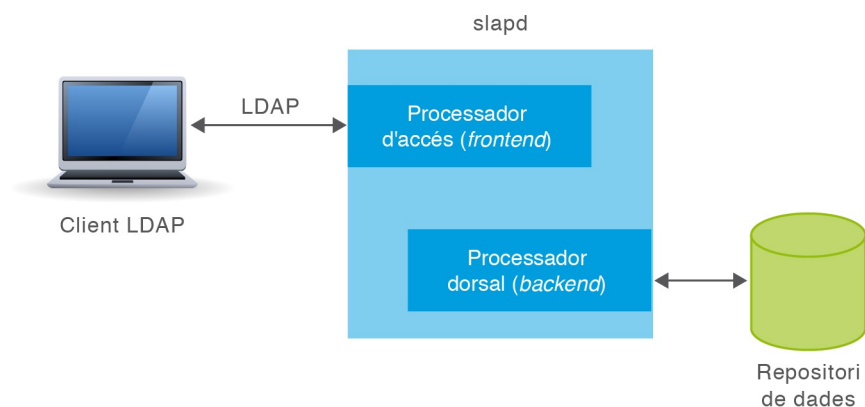 slapd
LDAP
Processador
d'accés (frontend)
Client LDAP
Processador
dorsal (backend)
Repositori
de dades